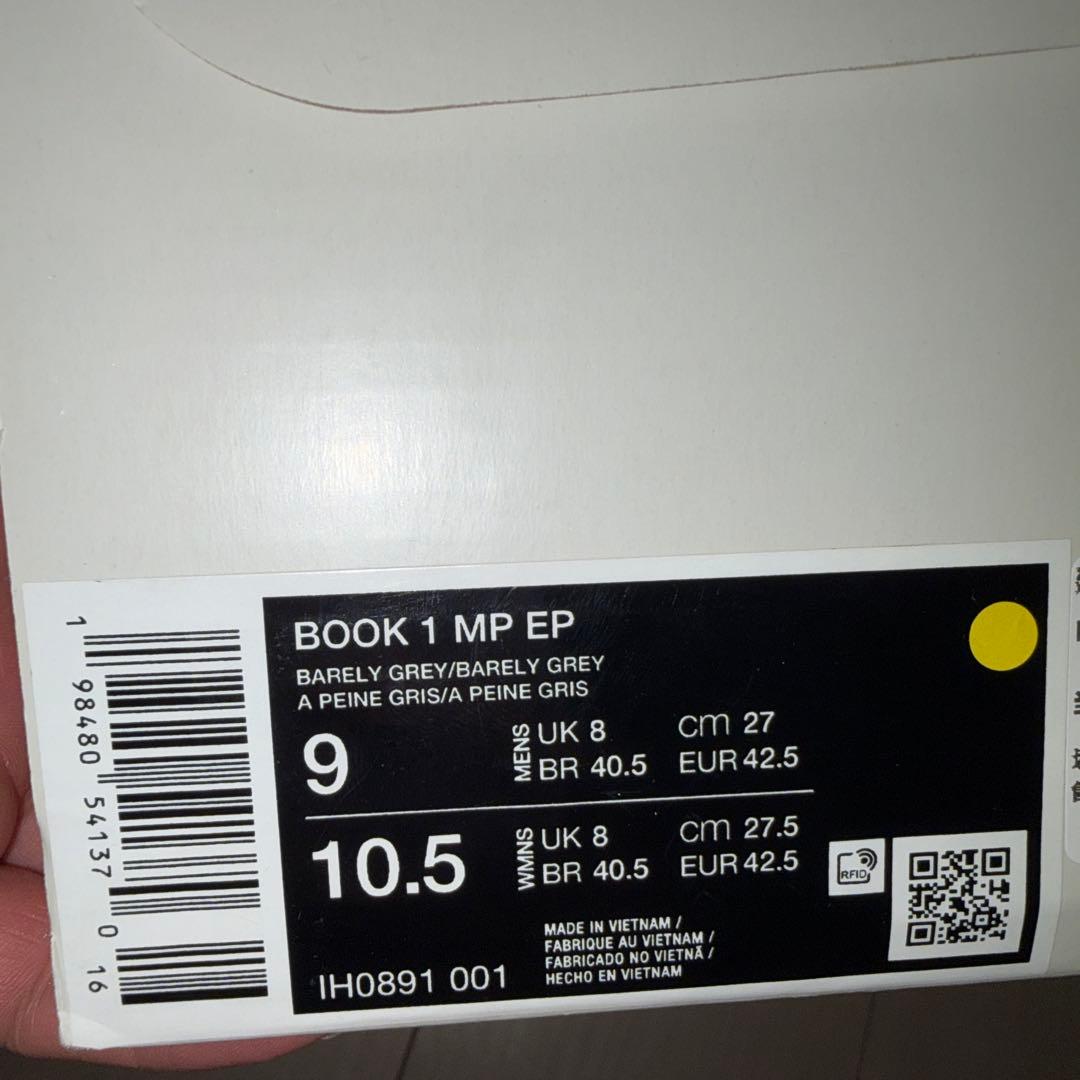 BOOK 1 MP EP
BARELY GREY/BARELY GREY
A PEINE GRIS/A PEINE GRIS
9
MENS
UK 8 cm 27
BR 40.5 EUR 42.5
10.5
WMNS
UK 8 cm 27.5
BR 40.5 EUR 42.5
RFID
MADE IN VIETNAM /
FABRIQUE AU VIETNAM /
FABRICADO NO VIETNÃ /
HECHO EN VIETNAM
IH0891 001
1 98480 54137 0 16